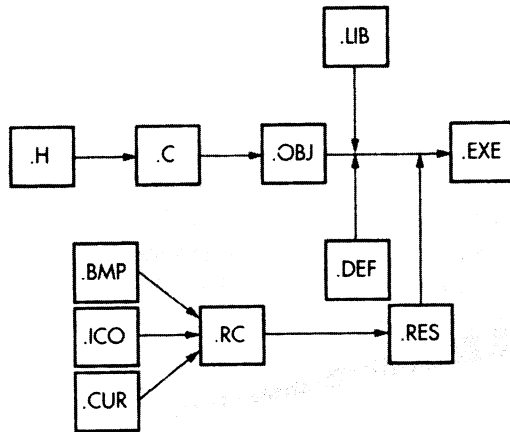 .LIB
.H
.C
.OBJ
.EXE
.DEF
.BMP
.ICO
.RC
.RES
.CUR